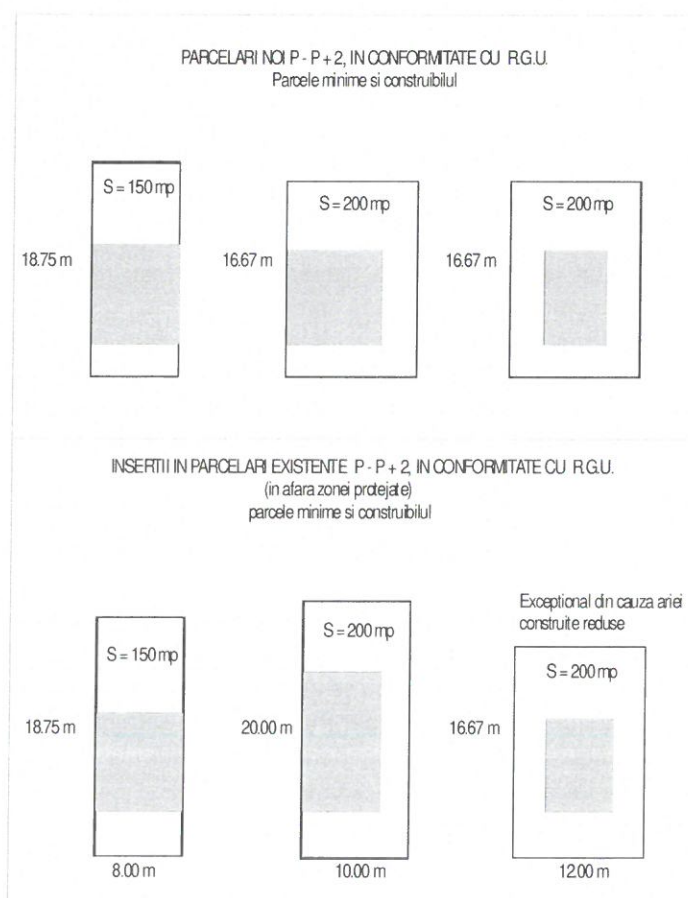 PARCELARI NOI P - P + 2, IN CONFORMITATE CU R.G.U.
Parcele minime si construibilul
S = 150 mp
S = 200 mp
S = 200 mp
18.75 m
16.67 m
16.67 m
INSERTII IN PARCELARI EXISTENTE P - P + 2, IN CONFORMITATE CU R.G.U.
(in afara zonei protejate)
parcele minime si construibilul
Exceptional din cauza ariei
construite reduse
S = 150 mp
S = 200 mp
S = 200 mp
18.75 m
20.00 m
16.67 m
8.00 m
10.00 m
12.00 m